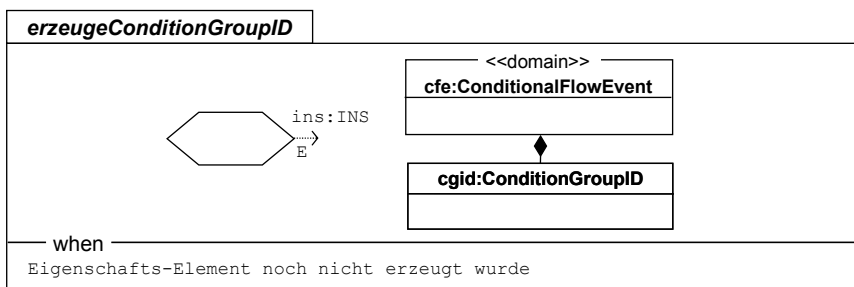 erzeugeConditionGroupID
<<domain>>
cfe:ConditionalFlowEvent
ins:INS
E
cgid:ConditionGroupID
when
Eigenschafts-Element noch nicht erzeugt wurde